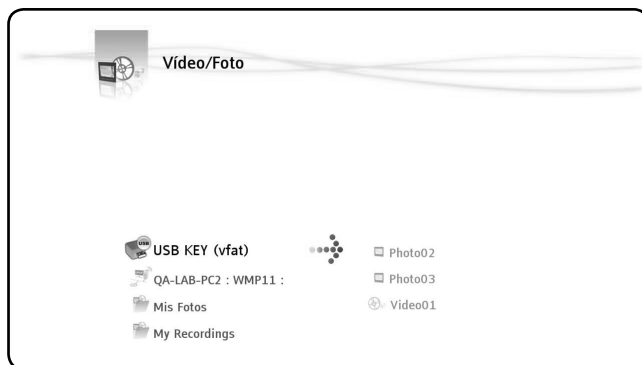 Vídeo/Foto
USB KEY (vfat)
QA-LAB-PC2 : WMP11 :
Mis Fotos
My Recordings
Photo02
Photo03
Video01